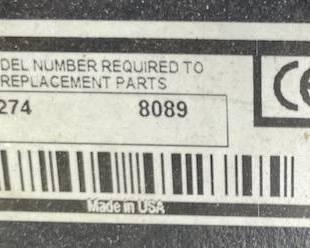 DEL NUMBER REQUIRED TO
REPLACEMENT PARTS
274 8089
CE
Made in USA